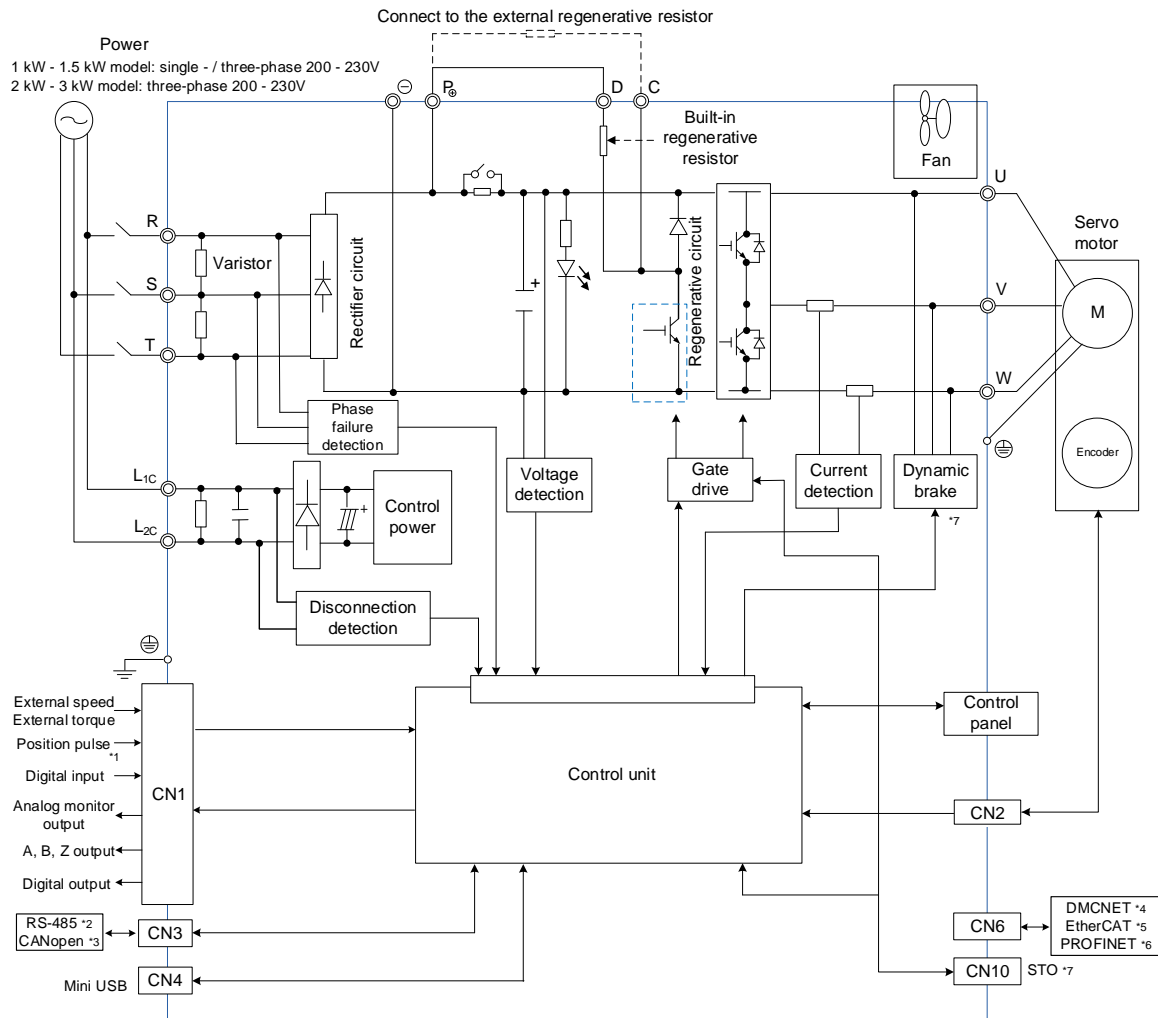 Connect to the external regenerative resistor
Power
1 kW - 1.5 kW model: single - / three-phase 200 - 230V
2 kW - 3 kW model: three-phase 200 - 230V
⊖
P⊕
D
C
Built-in
regenerative
resistor
Fan
U
Servo
motor
R
Varistor
S
T
Rectifier circuit
+
Regenerative circuit
V
M
W
Phase
failure
detection
Encoder
L1C
L2C
+
Control
power
Voltage
detection
Gate
drive
Current
detection
Dynamic
brake
*7
Disconnection
detection
External speed
External torque
Position pulse
*1
Digital input
Analog monitor
output
A, B, Z output
Digital output
CN1
Control unit
Control
panel
CN2
RS-485 *2
CANopen *3
CN3
Mini USB
CN4
CN6
DMCNET *4
EtherCAT *5
PROFINET *6
CN10
STO *7